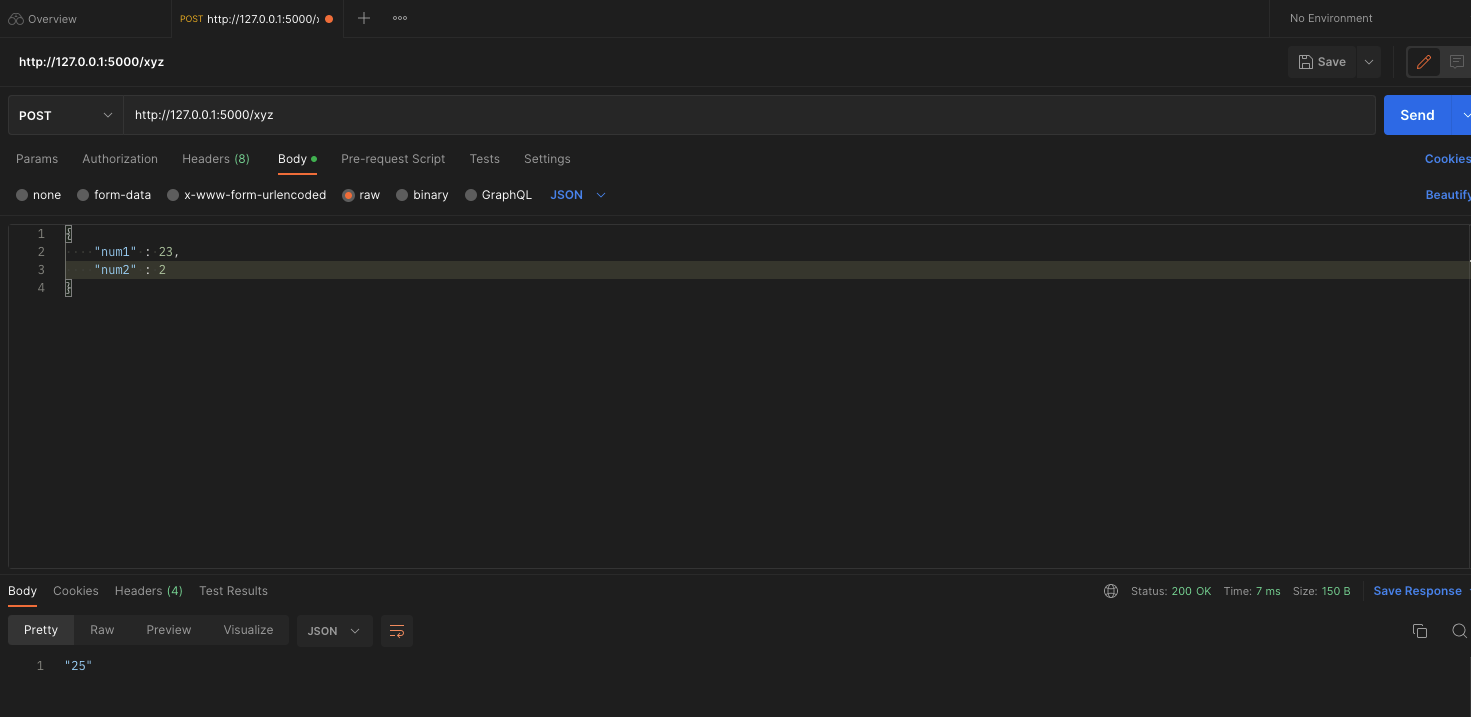 Overview
POST http://127.0.0.1:5000/
No Environment
http://127.0.0.1:5000/xyz
Save
POST
http://127.0.0.1:5000/xyz
Send
Params Authorization Headers (8) Body Pre-request Script Tests Settings Cookies
none form-data x-www-form-urlencoded raw binary GraphQL JSON Beautify
1 {
2 "num1" : 23,
3 "num2" : 2
4 }
Body Cookies Headers (4) Test Results Status: 200 OK Time: 7 ms Size: 150 B Save Response
Pretty Raw Preview Visualize JSON
1 "25"